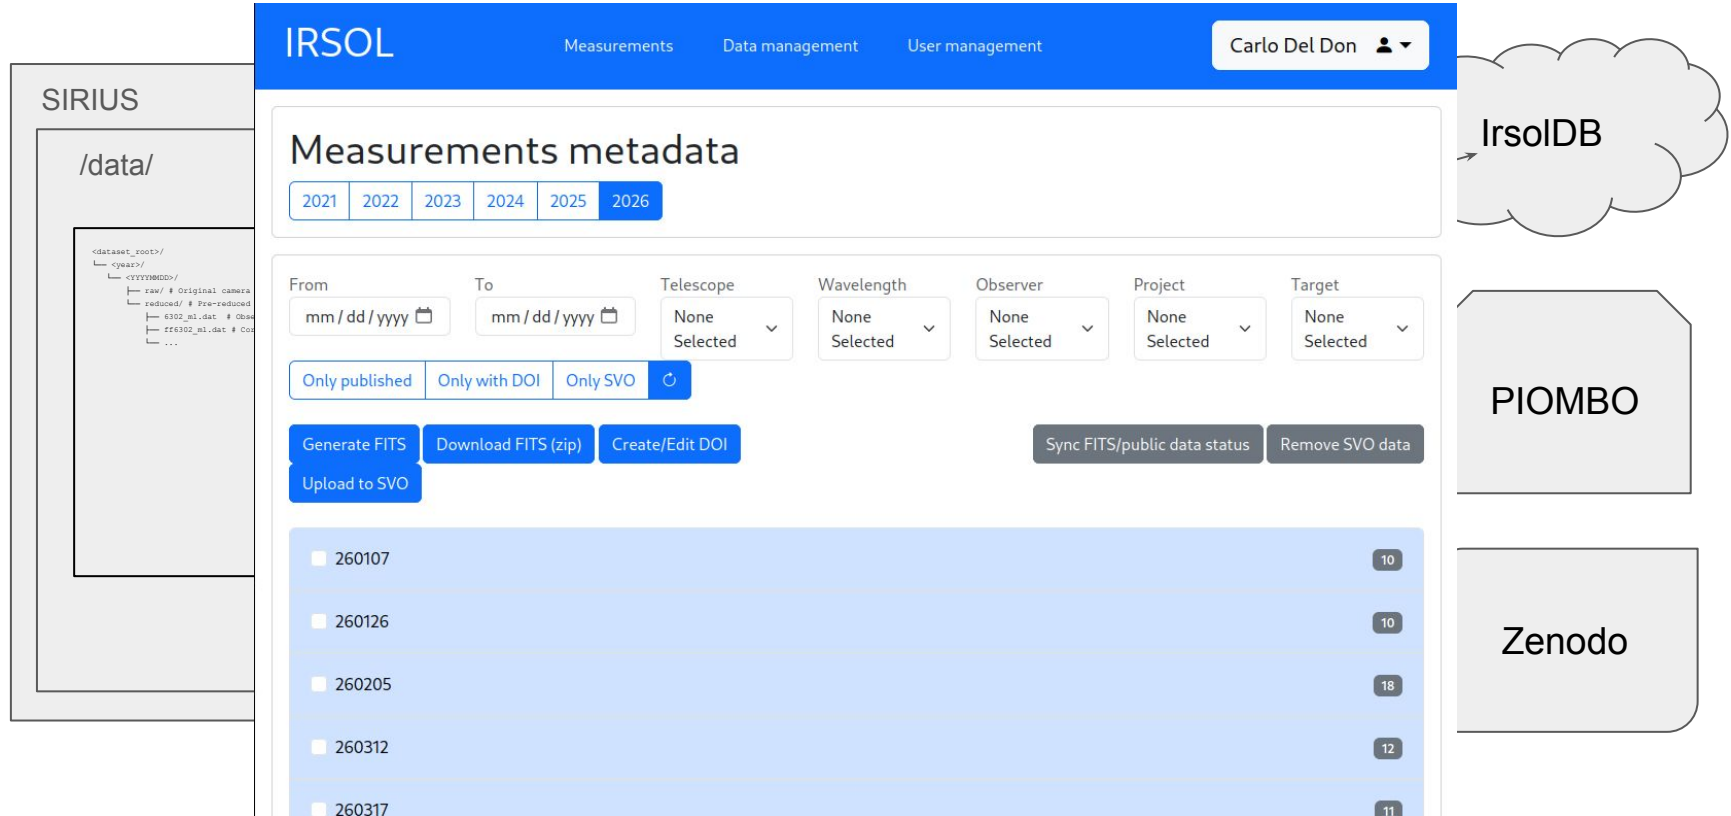 IRSOL
Measurements
Data management
User management
Carlo Del Don
SIRIUS
/data/
<dataset_root>/
└── <year>/
└── <YYYYMMDD>/
├── raw/ # Original camera
└── reduced/ # Pre-reduced
├── 6302_m1.dat # Obse
├── ff6302_m1.dat # Cor
└── ...
Measurements metadata
2021 2022 2023 2024 2025 2026
From To Telescope Wavelength Observer Project Target
mm/dd/yyyy mm/dd/yyyy None Selected None Selected None Selected None Selected None Selected
Only published Only with DOI Only SVO
Generate FITS Download FITS (zip) Create/Edit DOI Sync FITS/public data status Remove SVO data
Upload to SVO
260107 10
260126 10
260205 18
260312 12
260317 11
IrsolDB
PIOMBO
Zenodo